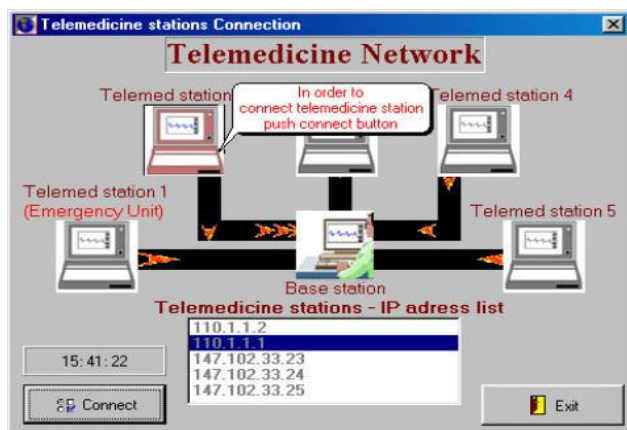 Telemedicine stations Connection
Telemedicine Network
Telemed station
In order to
connect telemedicine station
push connect button
Telemed station 4
Telemed station 1
(Emergency Unit)
Telemed station 5
Base station
Telemedicine stations - IP adress list
110.1.1.2
110.1.1.1
147.102.33.23
147.102.33.24
147.102.33.25
15:41:22
Connect
Exit